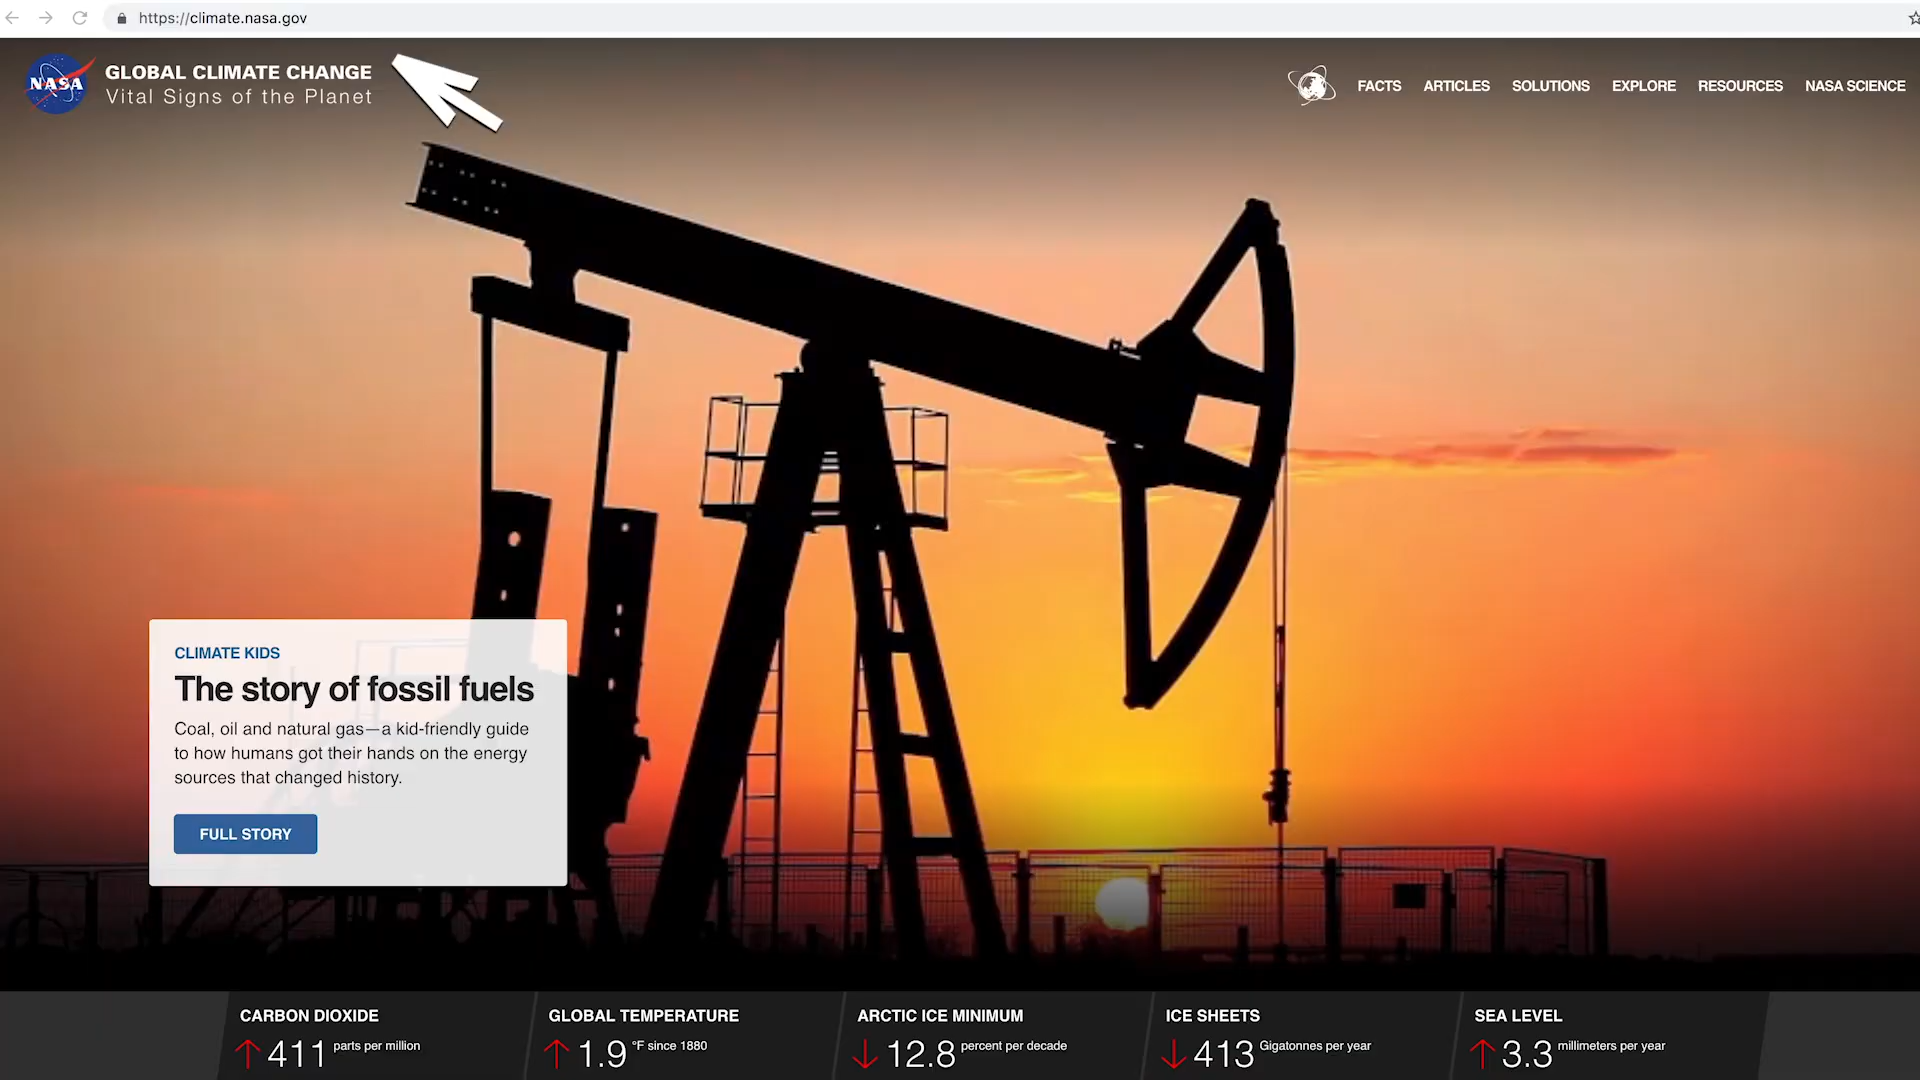 https://climate.nasa.gov
NASA
GLOBAL CLIMATE CHANGE
Vital Signs of the Planet
FACTS ARTICLES SOLUTIONS EXPLORE RESOURCES NASA SCIENCE
CLIMATE KIDS
The story of fossil fuels
Coal, oil and natural gas—a kid-friendly guide
to how humans got their hands on the energy
sources that changed history.
FULL STORY
CARBON DIOXIDE
411 parts per million
GLOBAL TEMPERATURE
1.9 °F since 1880
ARCTIC ICE MINIMUM
12.8 percent per decade
ICE SHEETS
413 Gigatonnes per year
SEA LEVEL
3.3 millimeters per year